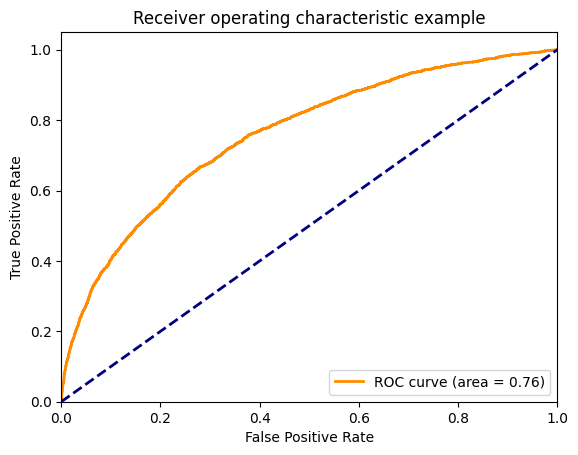 Receiver operating characteristic example
True Positive Rate
1.0
0.8
0.6
0.4
0.2
0.0
ROC curve (area = 0.76)
0.0 0.2 0.4 0.6 0.8 1.0
False Positive Rate